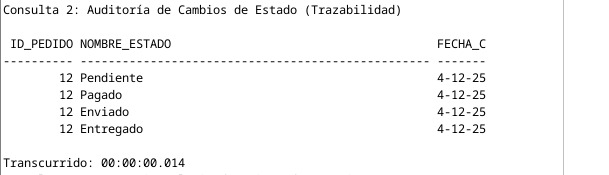 Consulta 2: Auditoría de Cambios de Estado (Trazabilidad)
ID_PEDIDO NOMBRE_ESTADO FECHA_C
---------- -------------------------------------------------- -------
12 Pendiente 4-12-25
12 Pagado 4-12-25
12 Enviado 4-12-25
12 Entregado 4-12-25
Transcurrido: 00:00:00.014